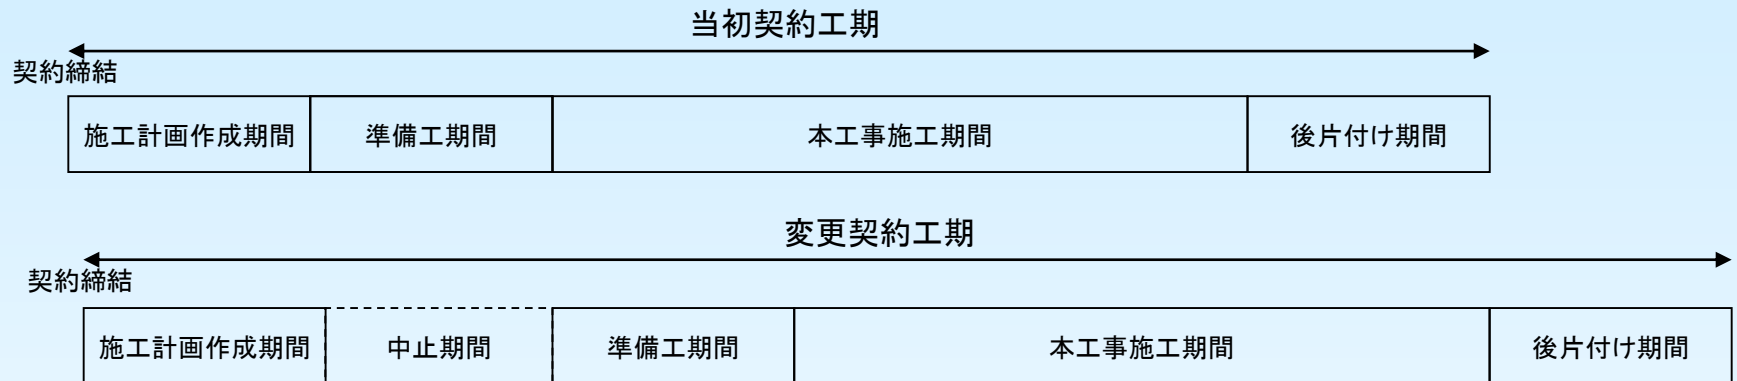 当初契約工期
契約締結
施工計画作成期間
準備工期間
本工事施工期間
後片付け期間
変更契約工期
契約締結
施工計画作成期間
中止期間
準備工期間
本工事施工期間
後片付け期間